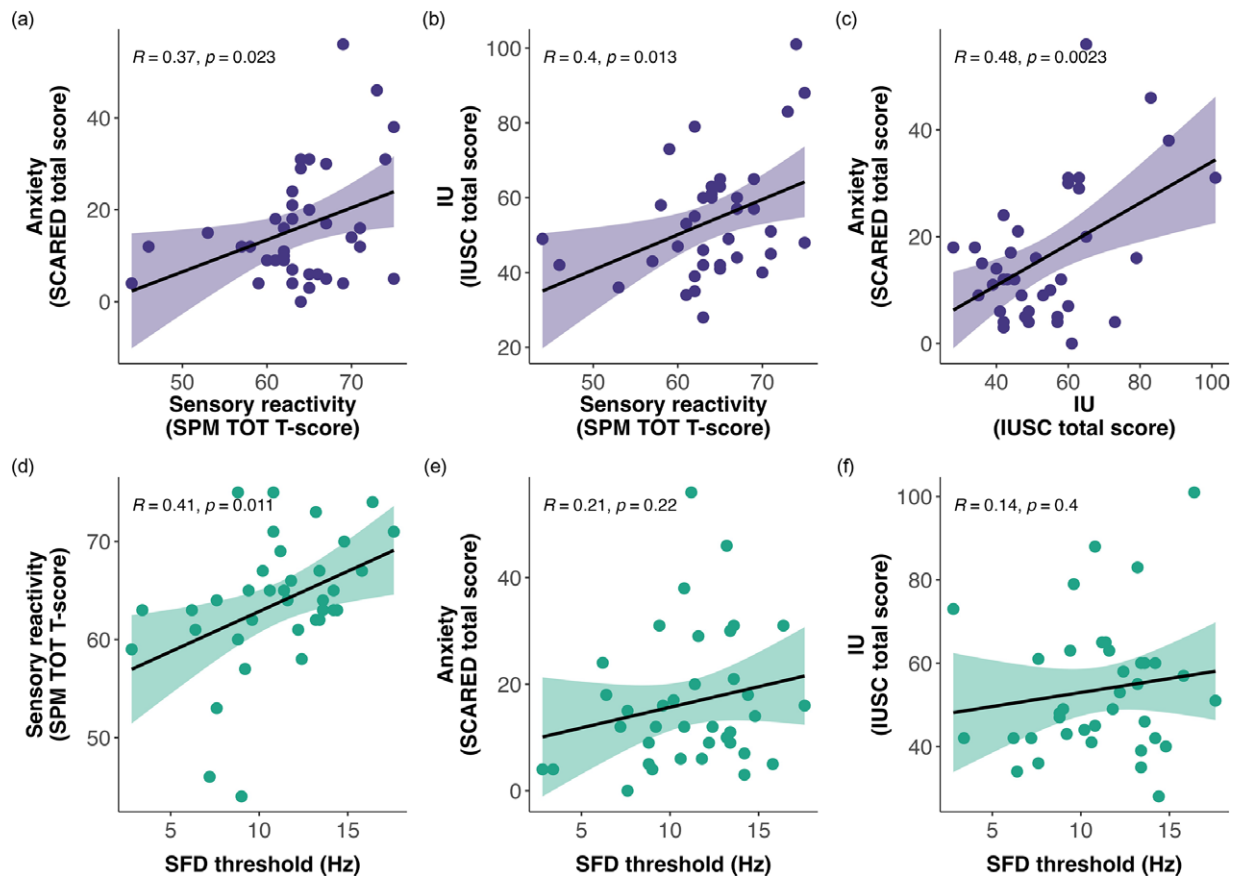 (a)
R = 0.37, p = 0.023
Anxiety
(SCARED total score)
40
20
0
50
60
70
Sensory reactivity
(SPM TOT T-score)
(b)
R = 0.4, p = 0.013
IU
(IUSC total score)
100
80
60
40
20
50
60
70
Sensory reactivity
(SPM TOT T-score)
(c)
R = 0.48, p = 0.0023
Anxiety
(SCARED total score)
40
20
0
40
60
80
100
IU
(IUSC total score)
(d)
R = 0.41, p = 0.011
Sensory reactivity
(SPM TOT T-score)
70
60
50
5
10
15
SFD threshold (Hz)
(e)
R = 0.21, p = 0.22
Anxiety
(SCARED total score)
40
20
0
5
10
15
SFD threshold (Hz)
(f)
R = 0.14, p = 0.4
IU
(IUSC total score)
100
80
60
40
5
10
15
SFD threshold (Hz)